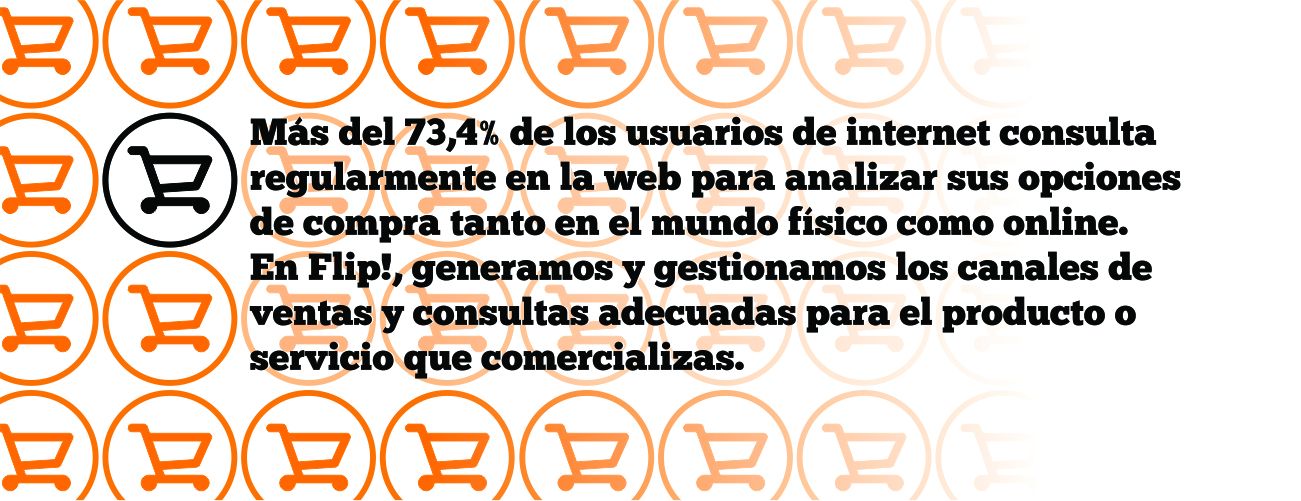 Más del 73,4% de los usuarios de internet consulta
regularmente en la web para analizar sus opciones
de compra tanto en el mundo físico como online.
En Flip!, generamos y gestionamos los canales de
ventas y consultas adecuadas para el producto o
servicio que comercializas.